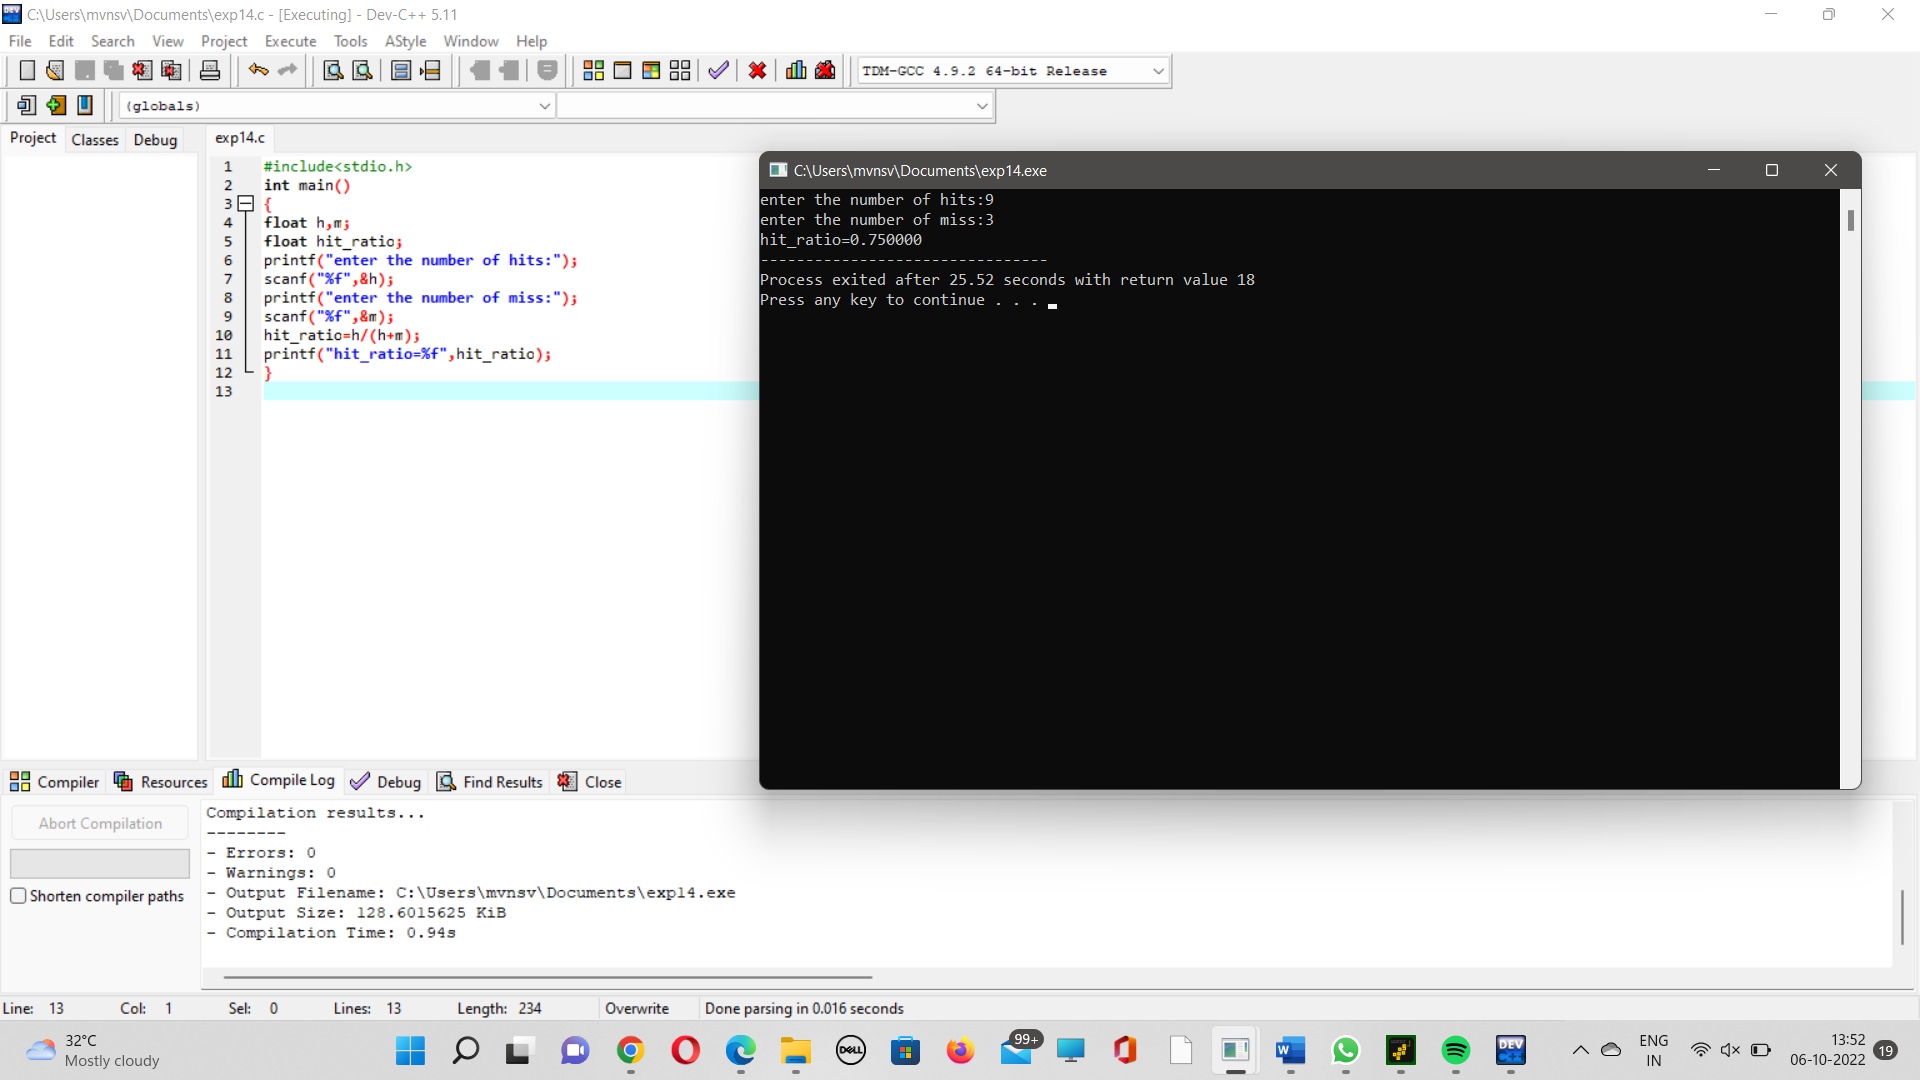 C:\Users\mvnsv\Documents\exp14.c - [Executing] - Dev-C++ 5.11
File Edit Search View Project Execute Tools AStyle Window Help
TDM-GCC 4.9.2 64-bit Release
(globals)
Project Classes Debug
exp14.c
1 #include<stdio.h>
2 int main()
3 {
4 float h,m;
5 float hit_ratio;
6 printf("enter the number of hits:");
7 scanf("%f",&h);
8 printf("enter the number of miss:");
9 scanf("%f",&m);
10 hit_ratio=h/(h+m);
11 printf("hit_ratio=%f",hit_ratio);
12 }
13
C:\Users\mvnsv\Documents\exp14.exe
enter the number of hits:9
enter the number of miss:3
hit_ratio=0.750000
--------------------------------
Process exited after 25.52 seconds with return value 18
Press any key to continue . . .
Compiler Resources Compile Log Debug Find Results Close
Abort Compilation
Shorten compiler paths
Compilation results...
--------
- Errors: 0
- Warnings: 0
- Output Filename: C:\Users\mvnsv\Documents\exp14.exe
- Output Size: 128.6015625 KiB
- Compilation Time: 0.94s
Line: 13 Col: 1 Sel: 0 Lines: 13 Length: 234 Overwrite Done parsing in 0.016 seconds
32°C
Mostly cloudy
DELL
99+
DEV
C++
ENG
IN
13:52
06-10-2022
19